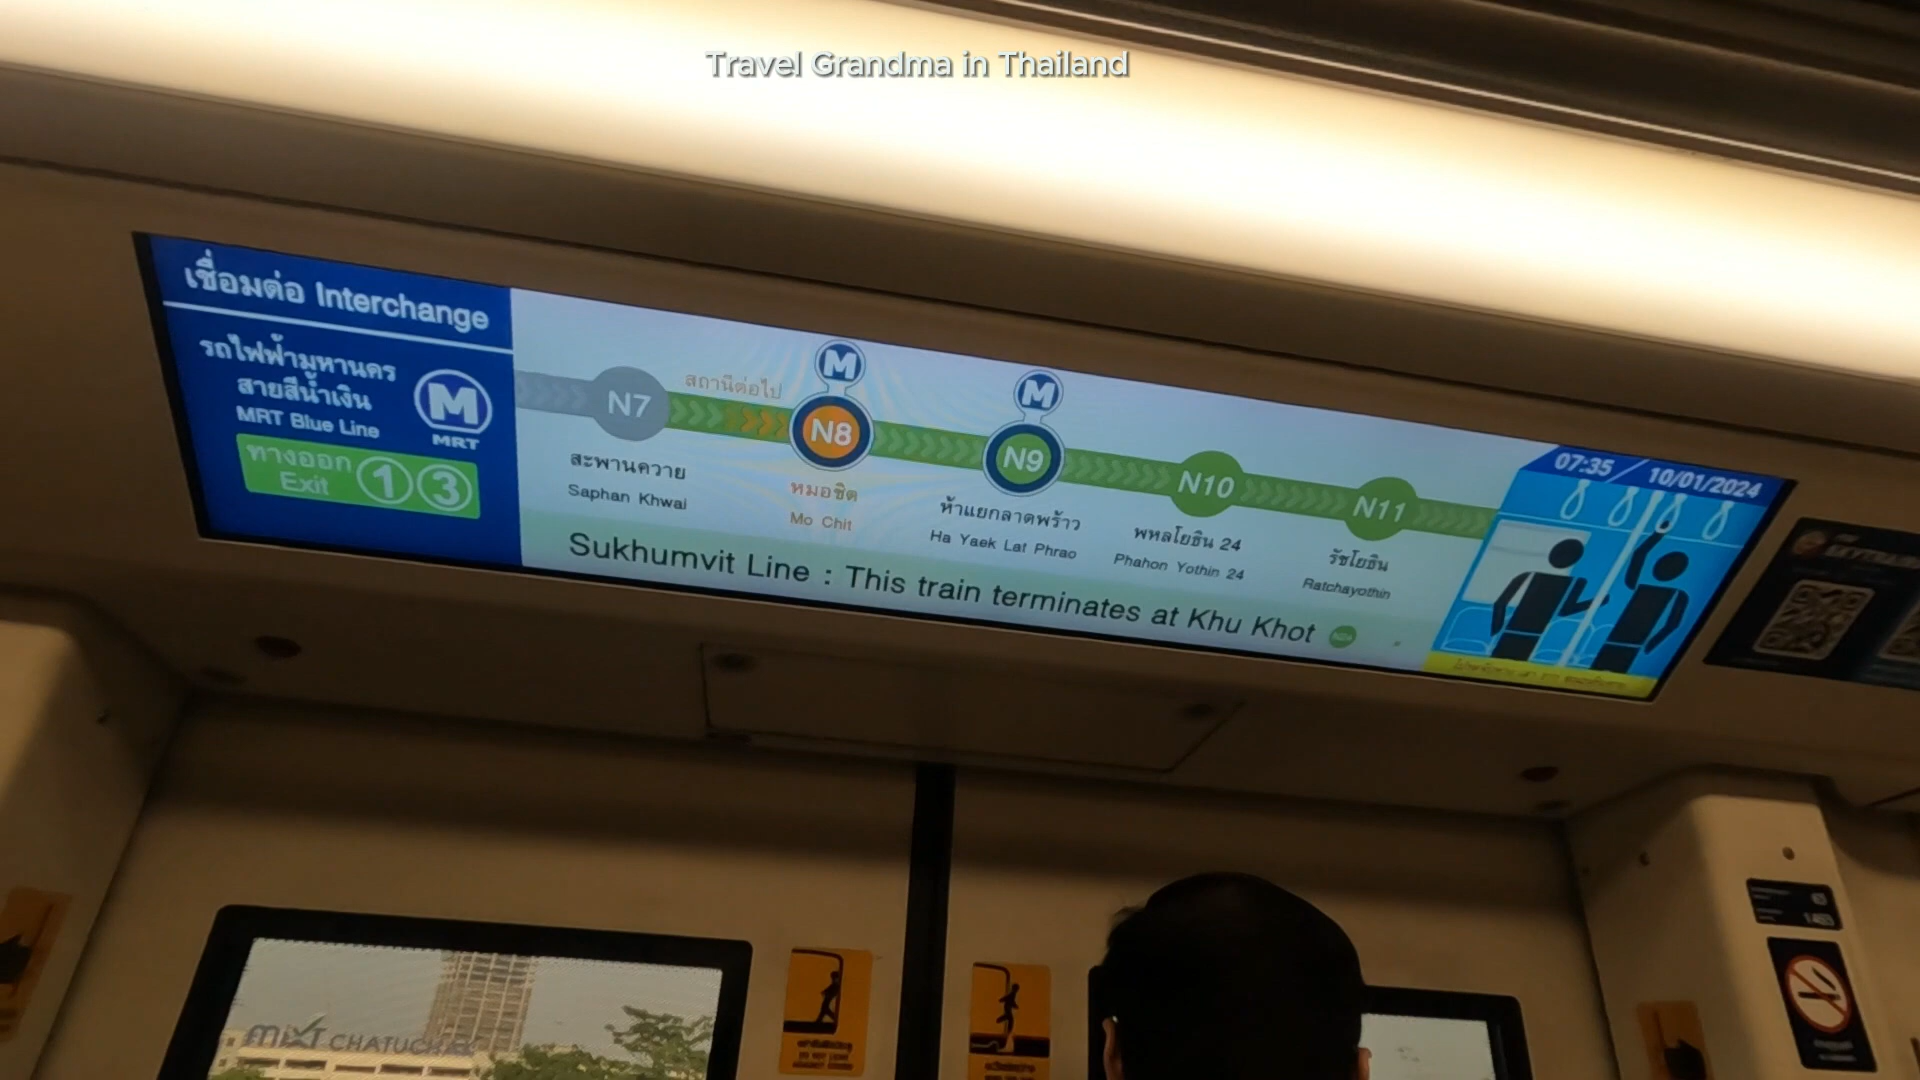 Travel Grandma in Thailand
เชื่อมต่อ Interchange
รถไฟฟ้ามหานคร
สายสีน้ำเงิน
MRT Blue Line
M
MRT
ทางออก
Exit
1 3
N7
สถานีต่อไป
M
N8
M
N9
N10
N11
สะพานควาย
Saphan Khwai
หมอชิต
Mo Chit
ห้าแยกลาดพร้าว
Ha Yaek Lat Phrao
พหลโยธิน 24
Phahon Yothin 24
รัชโยธิน
Ratchayothin
Sukhumvit Line : This train terminates at Khu Khot
07:35 10/01/2024
MIXT CHATUCHAK
DO NOT LEAN